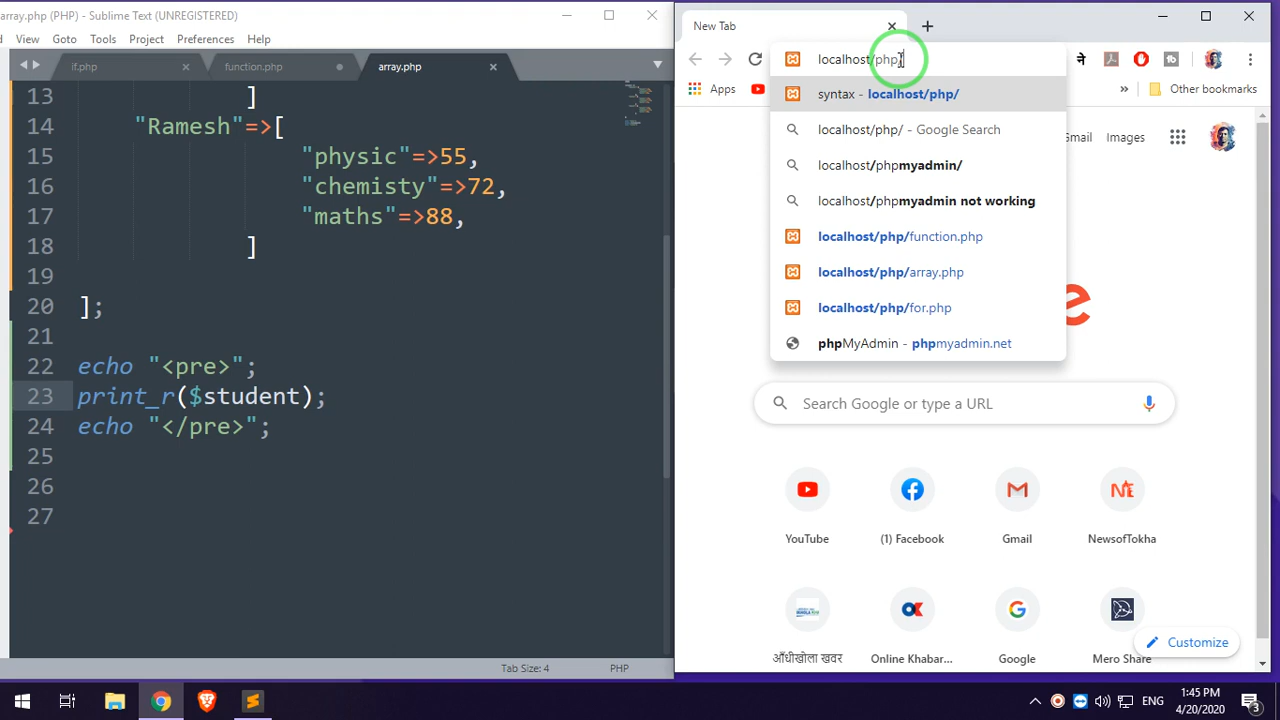 array.php (PHP) - Sublime Text (UNREGISTERED)
View Goto Tools Project Preferences Help
if.php
function.php
array.php
13 ]
14 "Ramesh"=>[
15 "physic"=>55,
16 "chemisty"=>72,
17 "maths"=>88,
18 ]
19
20 ];
21
22 echo "<pre>";
23 print_r($student);
24 echo "</pre>";
25
26
27
Tab Size: 4
PHP
New Tab
localhost/php
ने
Apps
»
Other bookmarks
syntax - localhost/php/
localhost/php/ - Google Search
localhost/phpmyadmin/
localhost/phpmyadmin not working
localhost/php/function.php
localhost/php/array.php
localhost/php/for.php
phpMyAdmin - phpmyadmin.net
Gmail
Images
e
Search Google or type a URL
YouTube
(1) Facebook
Gmail
NewsofTokha
आँधीखोला खवर
Online Khabar...
Google
Mero Share
Customize
ENG
1:45 PM
4/20/2020
3